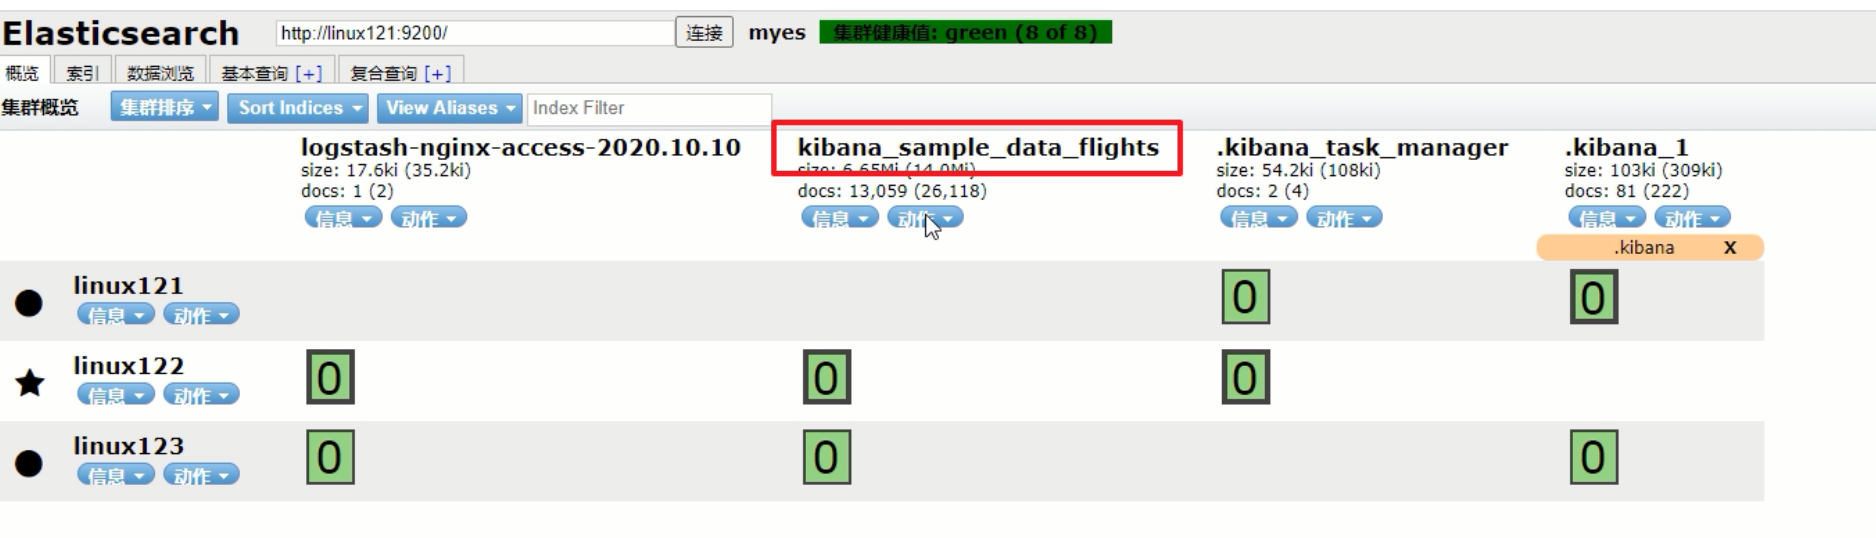 Elasticsearch http://linux121:9200/ 连接 myes 集群健康值: green (8 of 8)
概览 索引 数据浏览 基本查询 [+] 复合查询 [+]
集群概览 集群排序 Sort Indices View Aliases Index Filter
logstash-nginx-access-2020.10.10 kibana_sample_data_flights .kibana_task_manager .kibana_1
size: 17.6ki (35.2ki) size: 6.65Mi (14.0Mi) size: 54.2ki (108ki) size: 103ki (309ki)
docs: 1 (2) docs: 13,059 (26,118) docs: 2 (4) docs: 81 (222)
信息 动作 信息 动作 信息 动作 信息 动作
.kibana X
linux121 0 0
信息 动作
linux122 0 0 0
信息 动作
linux123 0 0 0
信息 动作